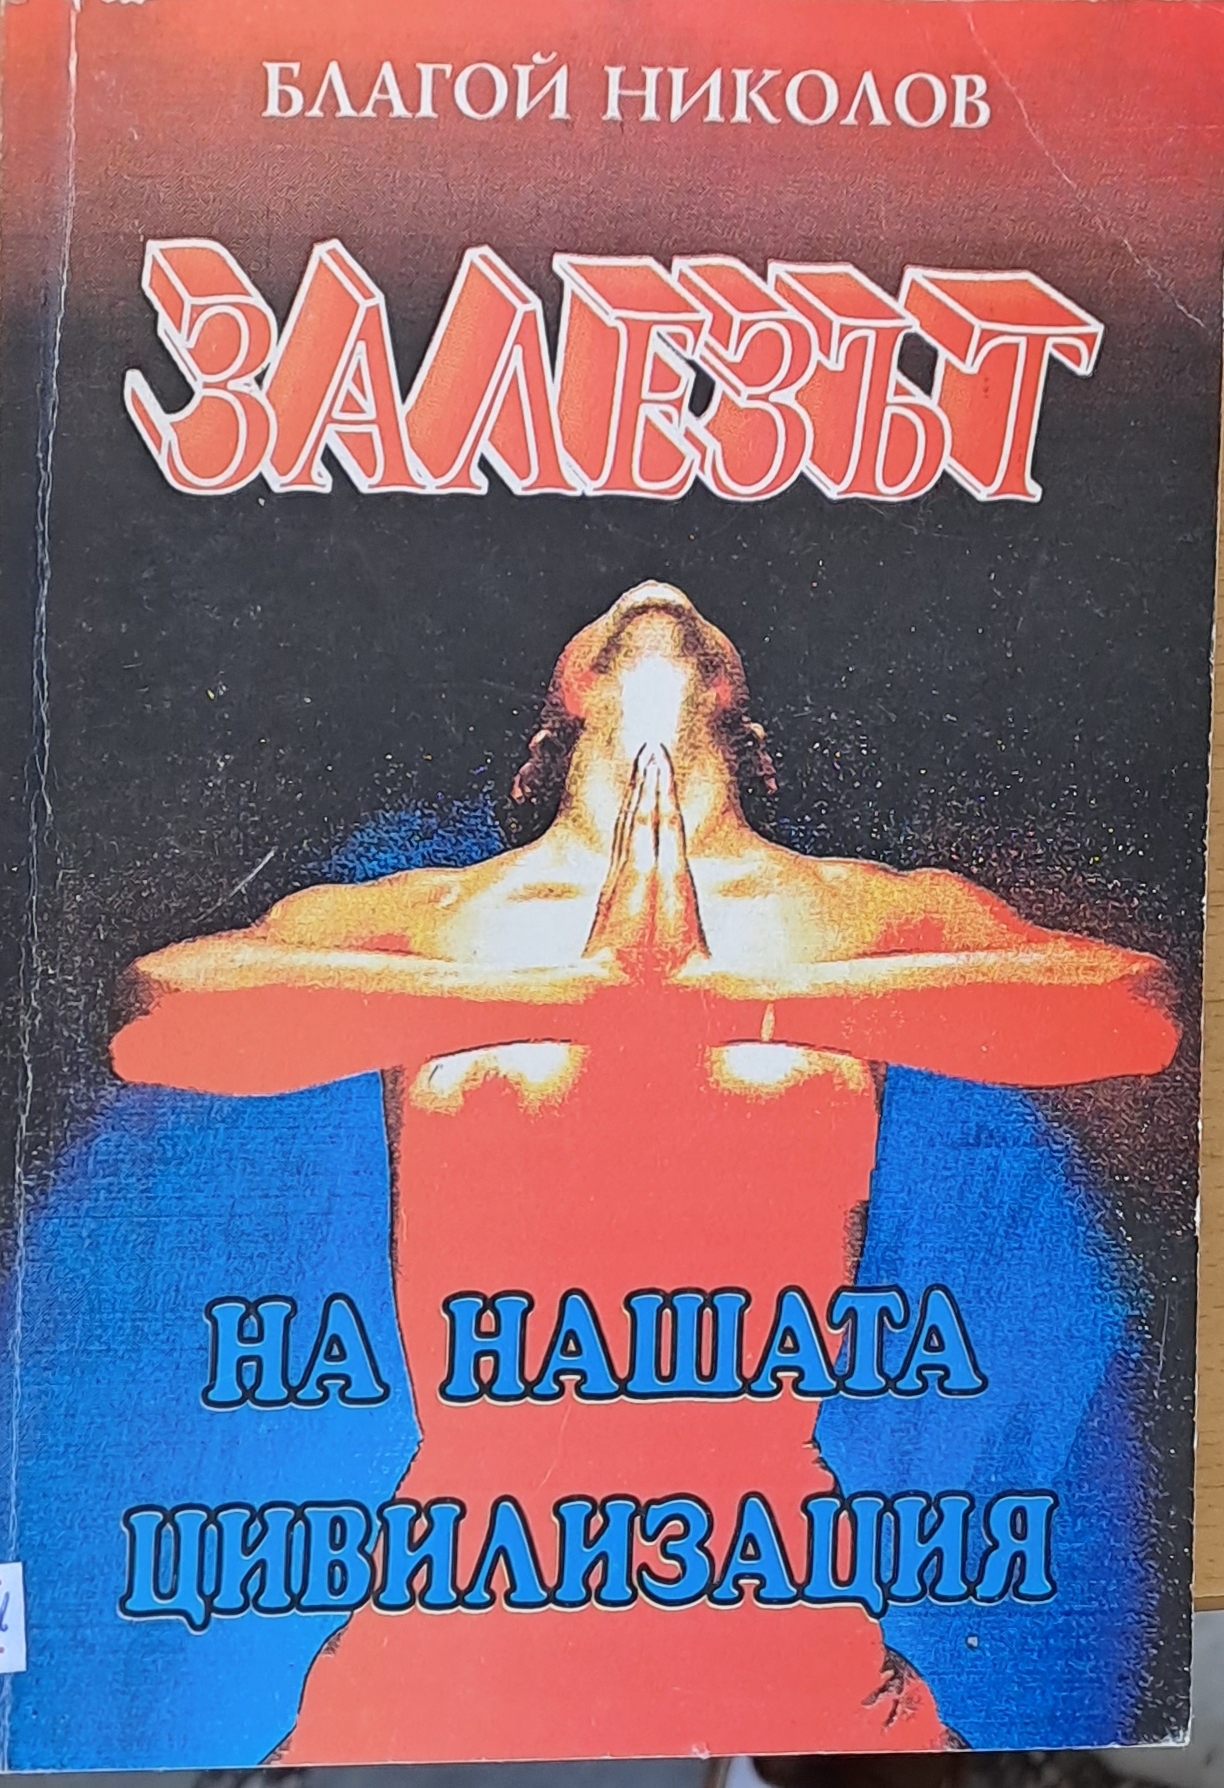 БЛАГОЙ НИКОЛОВ
ЗАЛЕЗЪТ
НА НАШАТА
ЦИВИЛИЗАЦИЯ